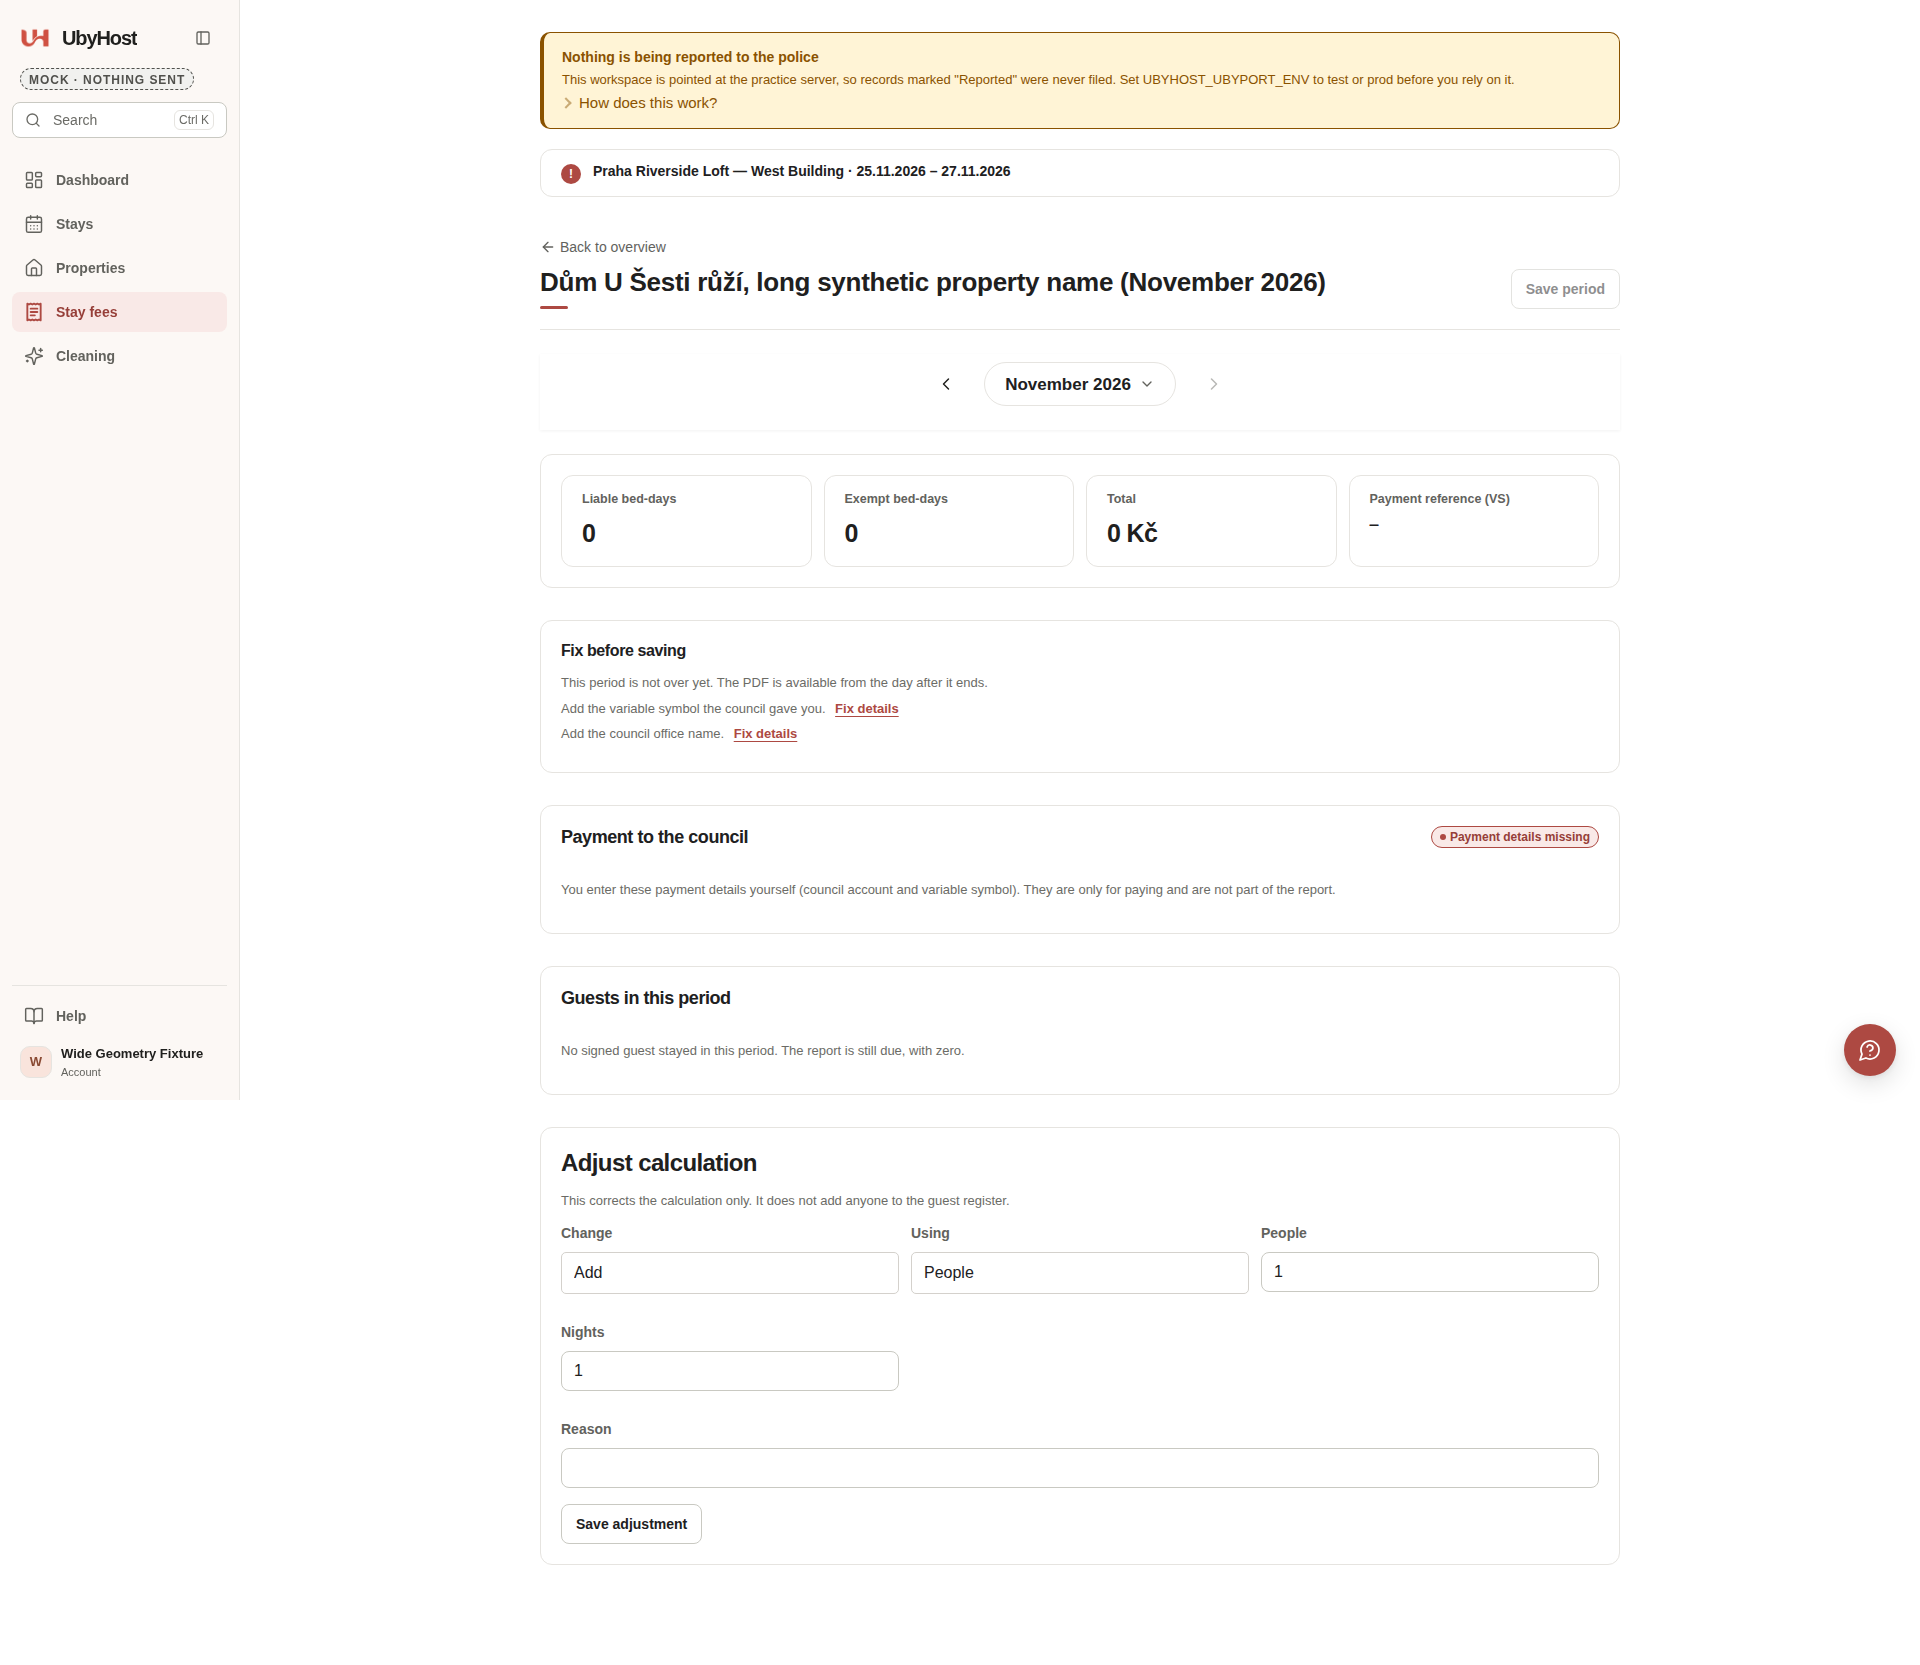 UbyHost
MOCK · NOTHING SENT
Search
Ctrl K
Dashboard
Stays
Properties
Stay fees
Cleaning
Help
W
Wide Geometry Fixture
Account
Nothing is being reported to the police
This workspace is pointed at the practice server, so records marked "Reported" were never filed. Set UBYHOST_UBYPORT_ENV to test or prod before you rely on it.
How does this work?
Praha Riverside Loft — West Building · 25.11.2026 – 27.11.2026
Back to overview
Dům U Šesti růží, long synthetic property name (November 2026)
Save period
November 2026
Liable bed-days
0
Exempt bed-days
0
Total
0 Kč
Payment reference (VS)
–
Fix before saving
This period is not over yet. The PDF is available from the day after it ends.
Add the variable symbol the council gave you. Fix details
Add the council office name. Fix details
Payment to the council
Payment details missing
You enter these payment details yourself (council account and variable symbol). They are only for paying and are not part of the report.
Guests in this period
No signed guest stayed in this period. The report is still due, with zero.
Adjust calculation
This corrects the calculation only. It does not add anyone to the guest register.
Change
Add
Using
People
People
1
Nights
1
Reason
Save adjustment